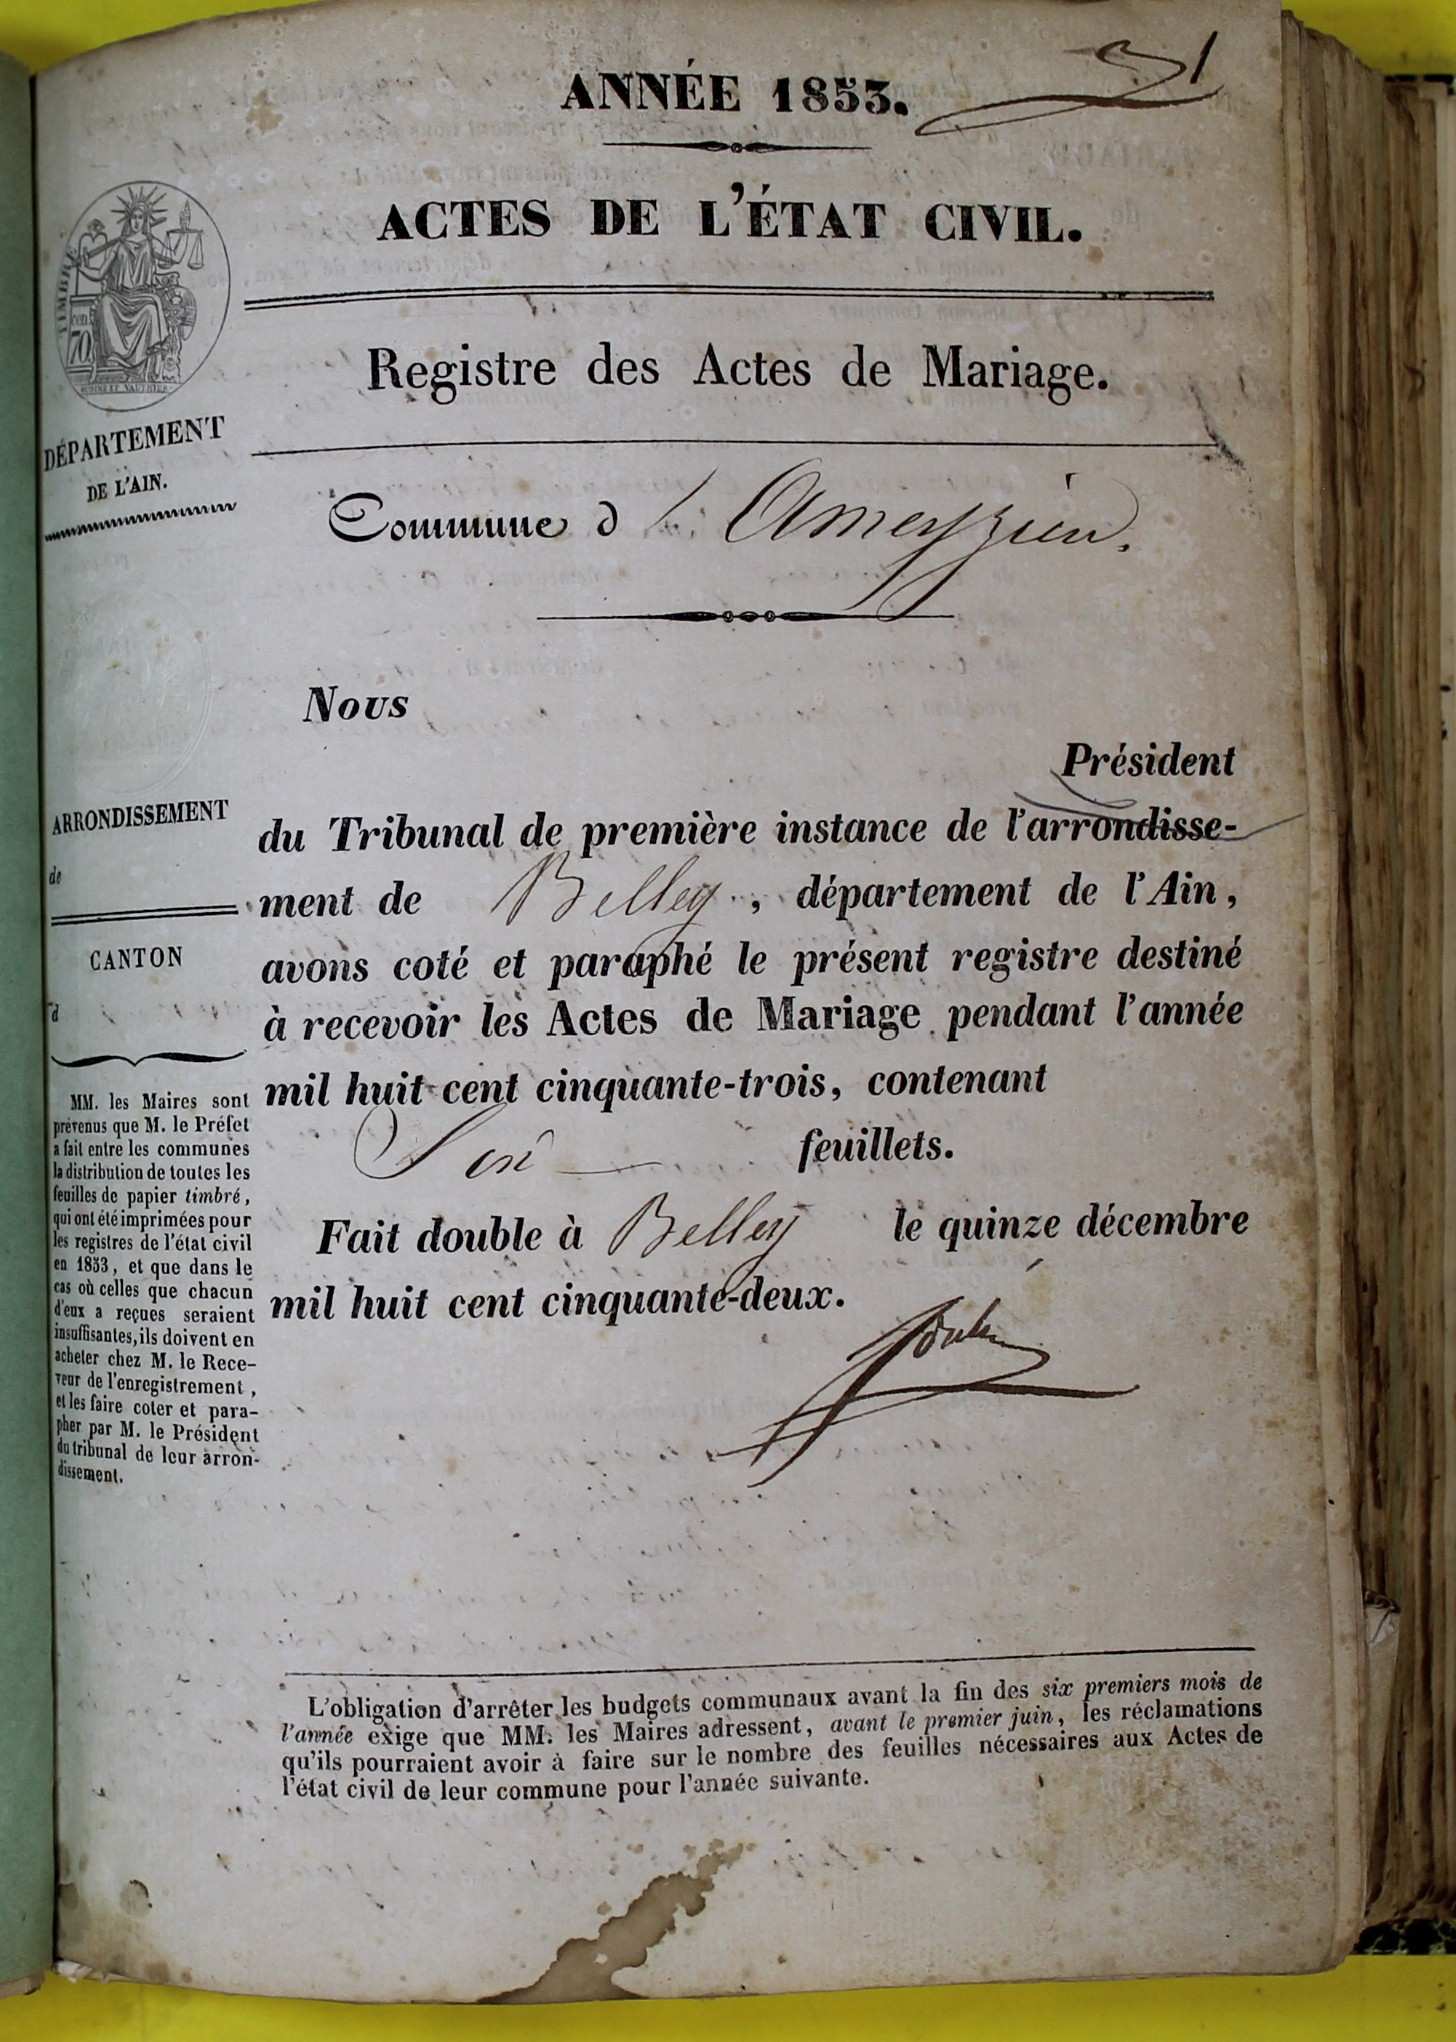 1
ANNÉE 1853.
ACTES DE L'ÉTAT CIVIL.
TIMBRE
70
Registre des Actes de Mariage.
DÉPARTEMENT
DE L'AIN.
Commune d' Ameyzieu.
Nous
Président
ARRONDISSEMENT
de
du Tribunal de première instance de l'arrondisse-
ment de Belley, département de l'Ain,
CANTON
d
avons coté et paraphé le présent registre destiné
à recevoir les Actes de Mariage pendant l'année
mil huit cent cinquante-trois, contenant
Six feuillets.
Fait double à Belley le quinze décembre
mil huit cent cinquante-deux.
MM. les Maires sont
prévenus que M. le Préfet
a fait entre les communes
la distribution de toutes les
feuilles de papier timbré,
qui ont été imprimées pour
les registres de l'état civil
en 1853, et que dans le
cas où celles que chacun
d'eux a reçues seraient
insuffisantes, ils doivent en
acheter chez M. le Rece-
veur de l'enregistrement,
et les faire coter et para-
pher par M. le Président
du tribunal de leur arron-
dissement.
L'obligation d'arrêter les budgets communaux avant la fin des six premiers mois de
l'année exige que MM. les Maires adressent, avant le premier juin, les réclamations
qu'ils pourraient avoir à faire sur le nombre des feuilles nécessaires aux Actes de
l'état civil de leur commune pour l'année suivante.